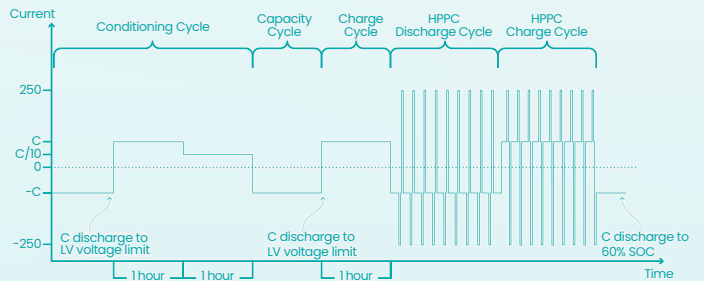 Current
Conditioning Cycle
Capacity
Cycle
Charge
Cycle
HPPC
Discharge Cycle
HPPC
Charge Cycle
250
C
C/10
0
-C
-250
C discharge to
LV voltage limit
C discharge to
LV voltage limit
C discharge to
60% SOC
1 hour
1 hour
1 hour
Time